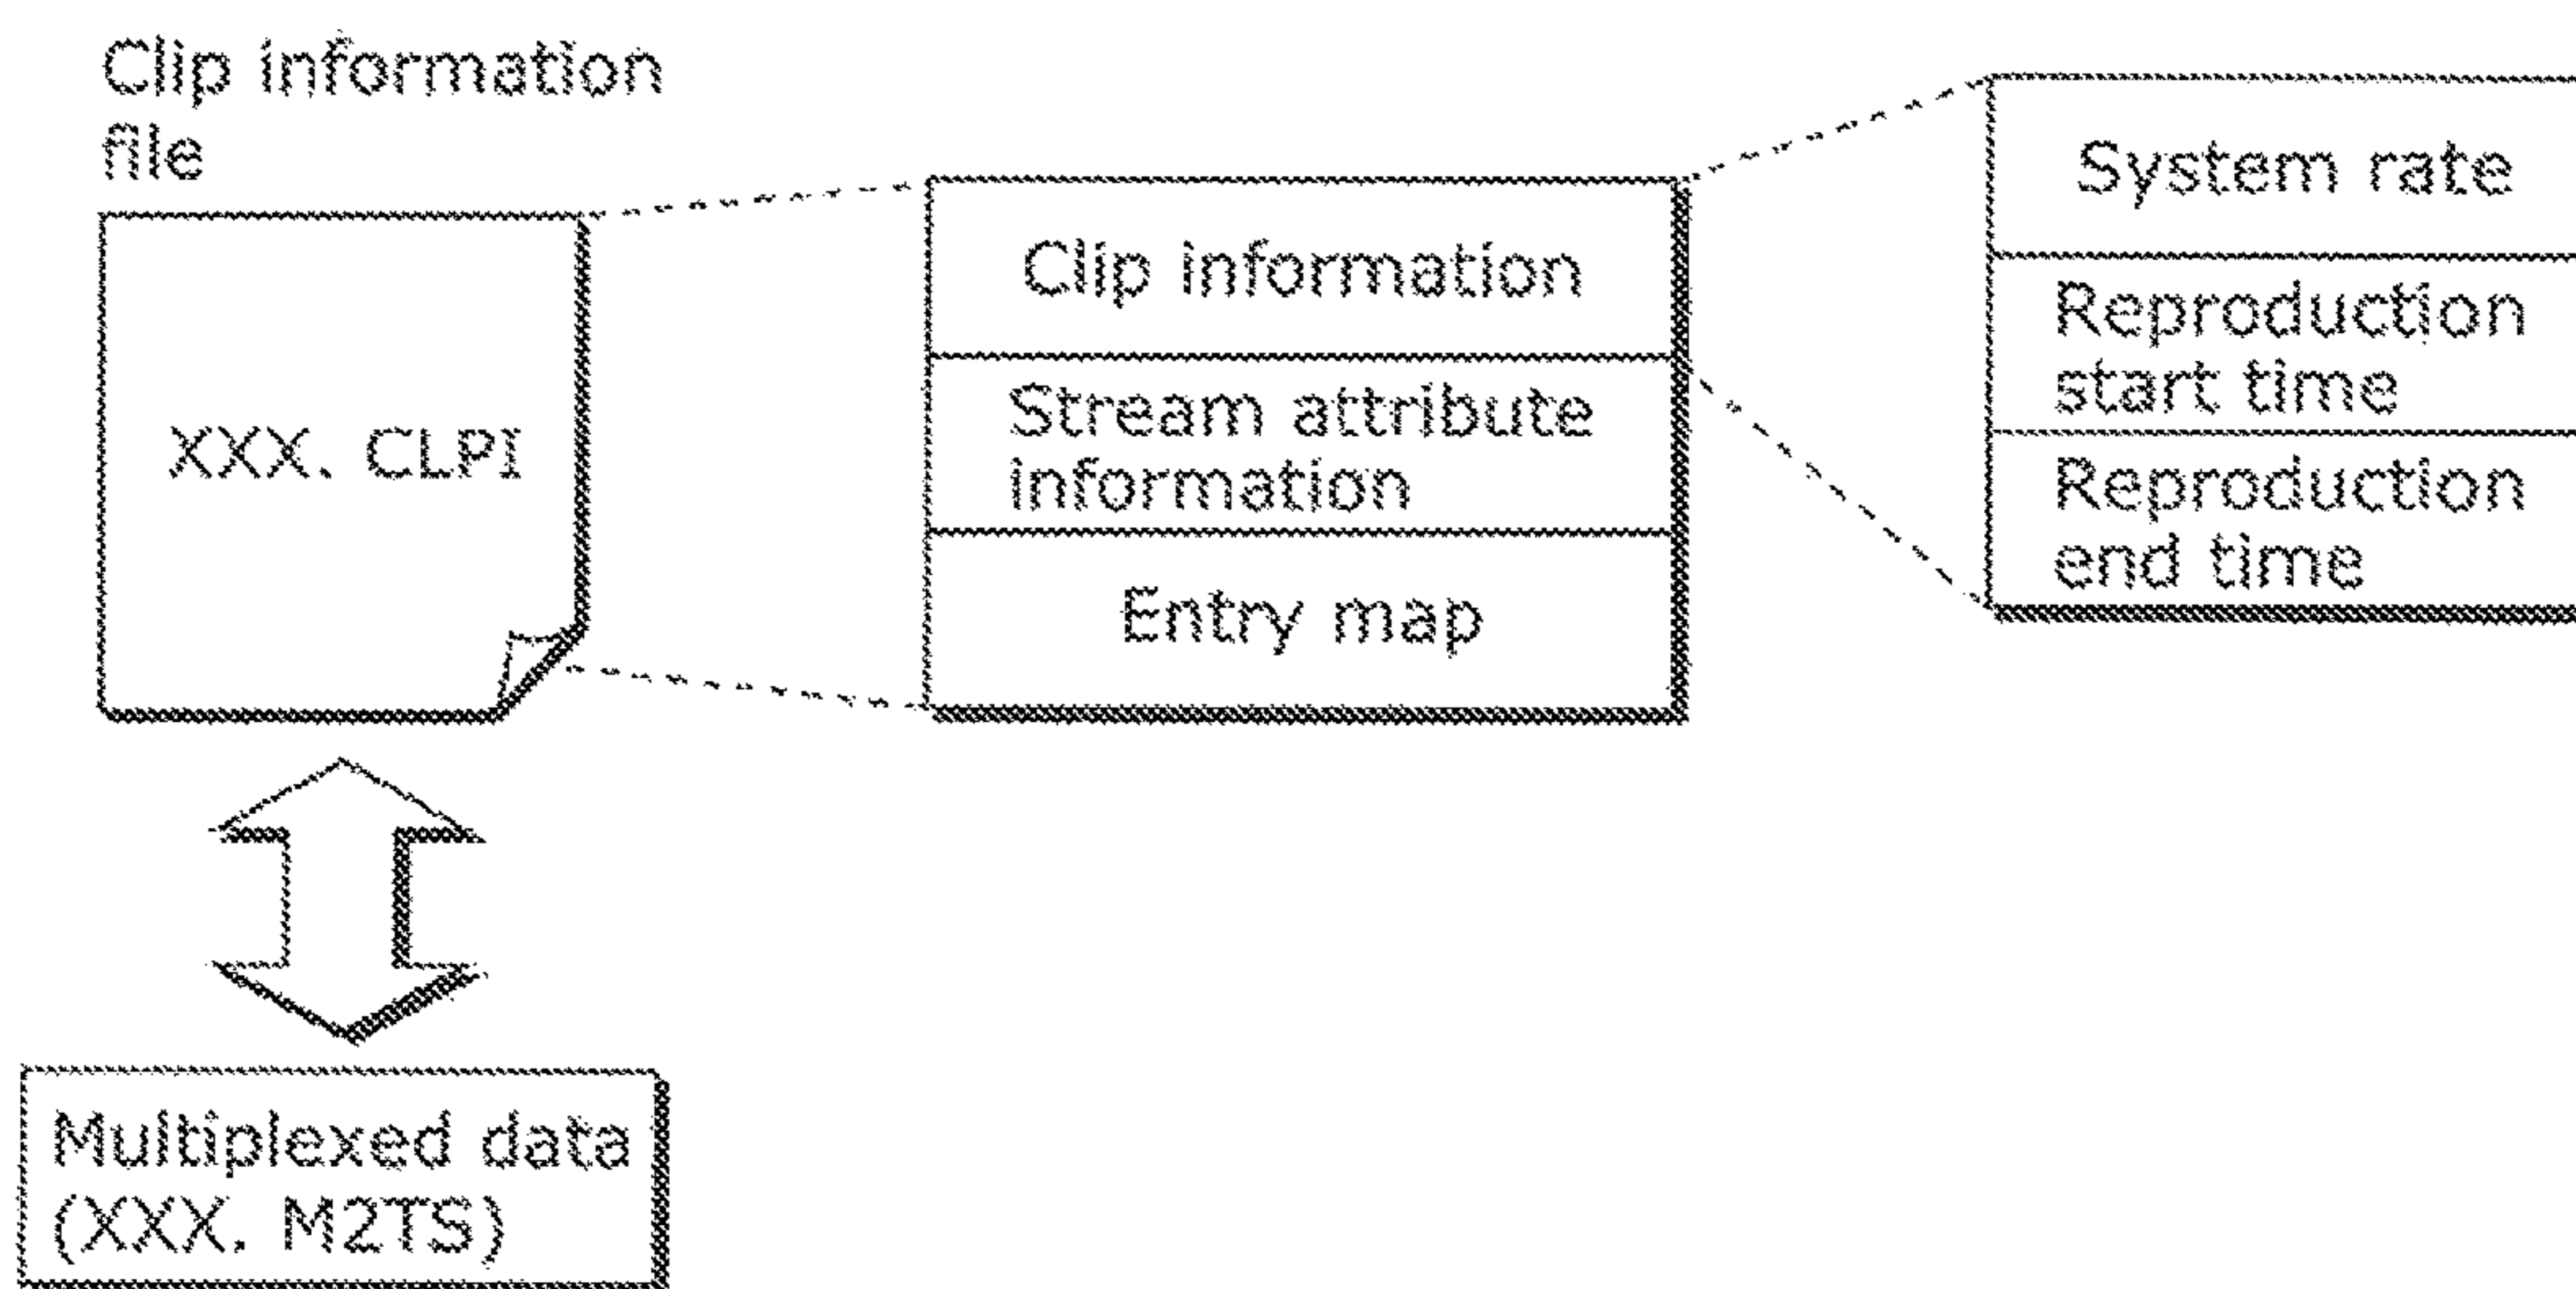 Clip information
file
XXX. CLPI
Clip information
Stream attribute
information
Entry map
System rate
Reproduction
start time
Reproduction
end time
Multiplexed data
(XXX. M2TS)